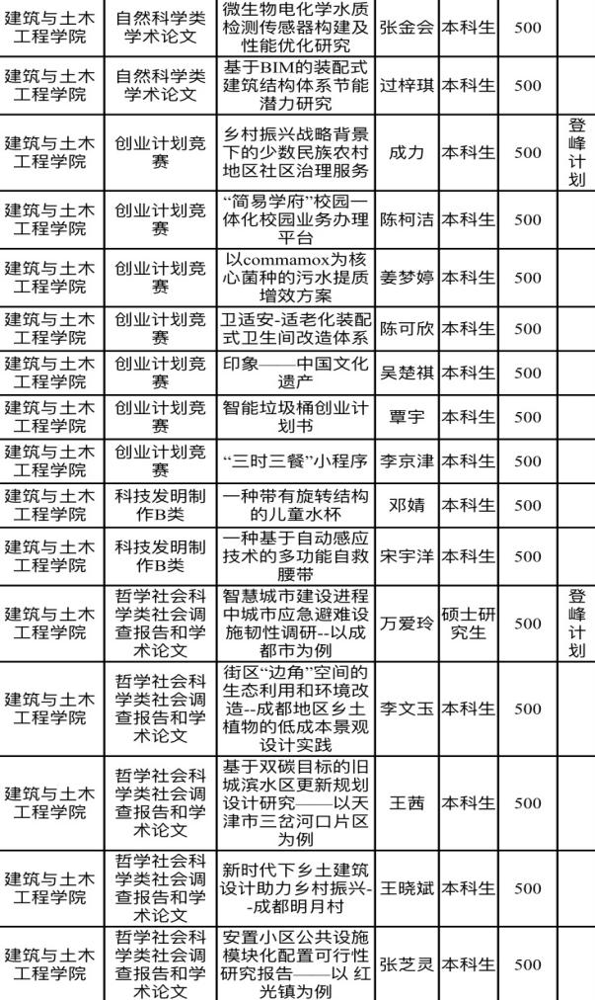 建筑与土木
工程学院
自然科学类
学术论文
微生物电化学水质
检测传感器构建及
性能优化研究
张金会
本科生
500
建筑与土木
工程学院
自然科学类
学术论文
基于BIM的装配式
建筑结构体系节能
潜力研究
过梓琪
本科生
500
建筑与土木
工程学院
创业计划竞
赛
乡村振兴战略背景
下的少数民族农村
地区社区治理服务
成力
本科生
500
登
峰
计
划
建筑与土木
工程学院
创业计划竞
赛
“简易学府”校园一
体化校园业务办理
平台
陈柯洁
本科生
500
建筑与土木
工程学院
创业计划竞
赛
以commamox为核
心菌种的污水提质
增效方案
姜梦婷
本科生
500
建筑与土木
工程学院
创业计划竞
赛
卫适安-适老化装配
式卫生间改造体系
陈可欣
本科生
500
建筑与土木
工程学院
创业计划竞
赛
印象——中国文化
遗产
吴楚祺
本科生
500
建筑与土木
工程学院
创业计划竞
赛
智能垃圾桶创业计
划书
覃宇
本科生
500
建筑与土木
工程学院
创业计划竞
赛
“三时三餐”小程序
李京津
本科生
500
建筑与土木
工程学院
科技发明制
作B类
一种带有旋转结构
的儿童水杯
邓婧
本科生
500
建筑与土木
工程学院
科技发明制
作B类
一种基于自动感应
技术的多功能自救
腰带
宋宇洋
本科生
500
建筑与土木
工程学院
哲学社会科
学类社会调
查报告和学
术论文
智慧城市建设进程
中城市应急避难设
施韧性调研--以成
都市为例
万爱玲
硕士研
究生
500
登
峰
计
划
建筑与土木
工程学院
哲学社会科
学类社会调
查报告和学
术论文
街区“边角”空间的
生态利用和环境改
造--成都地区乡土
植物的低成本景观
设计实践
李文玉
本科生
500
建筑与土木
工程学院
哲学社会科
学类社会调
查报告和学
术论文
基于双碳目标的旧
城滨水区更新规划
设计研究——以天
津市三岔河口片区
为例
王茜
本科生
500
建筑与土木
工程学院
哲学社会科
学类社会调
查报告和学
术论文
新时代下乡土建筑
设计助力乡村振兴-
-成都明月村
王晓斌
本科生
500
建筑与土木
工程学院
哲学社会科
学类社会调
查报告和学
术论文
安置小区公共设施
模块化配置可行性
研究报告——以 红
光镇为例
张芝灵
本科生
500